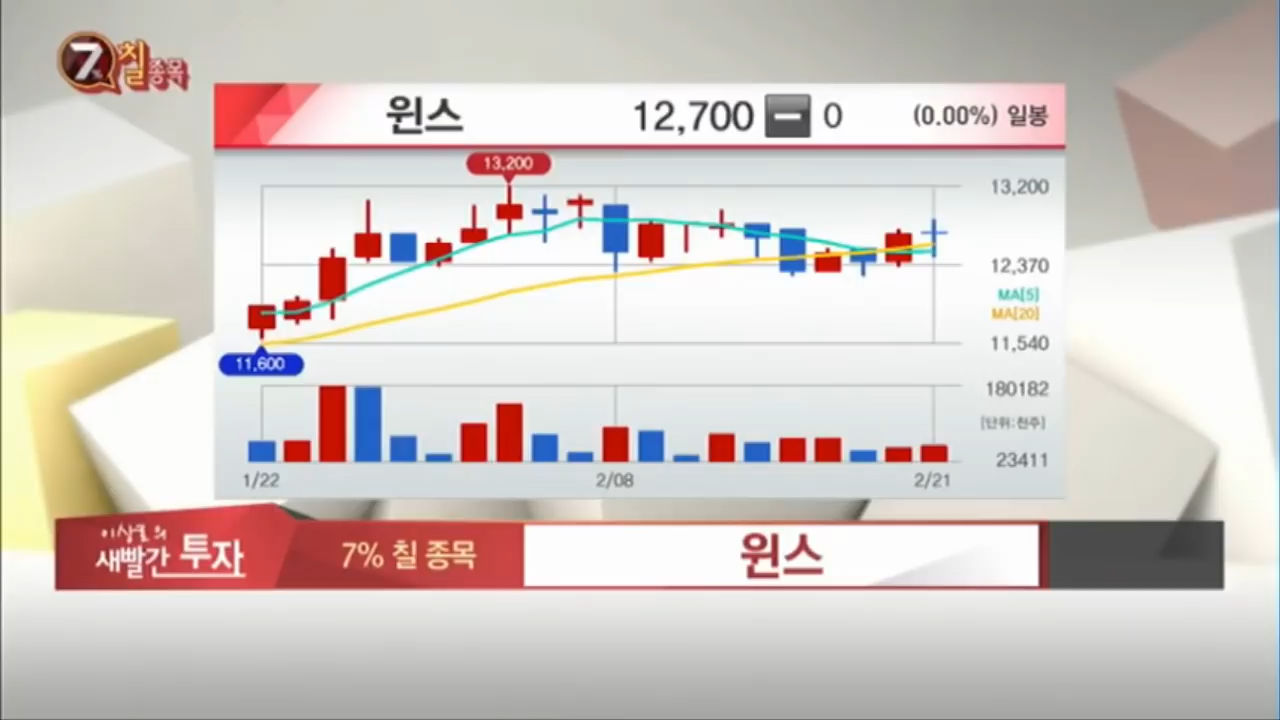 7%
칠
종목
윈스 12,700 0 (0.00%) 일봉
13,200
13,200
12,370
MA[5]
MA[20]
11,540
11,600
180182
[단위:천주]
23411
1/22 2/08 2/21
이상로의
새빨간 투자
7% 칠 종목
윈스